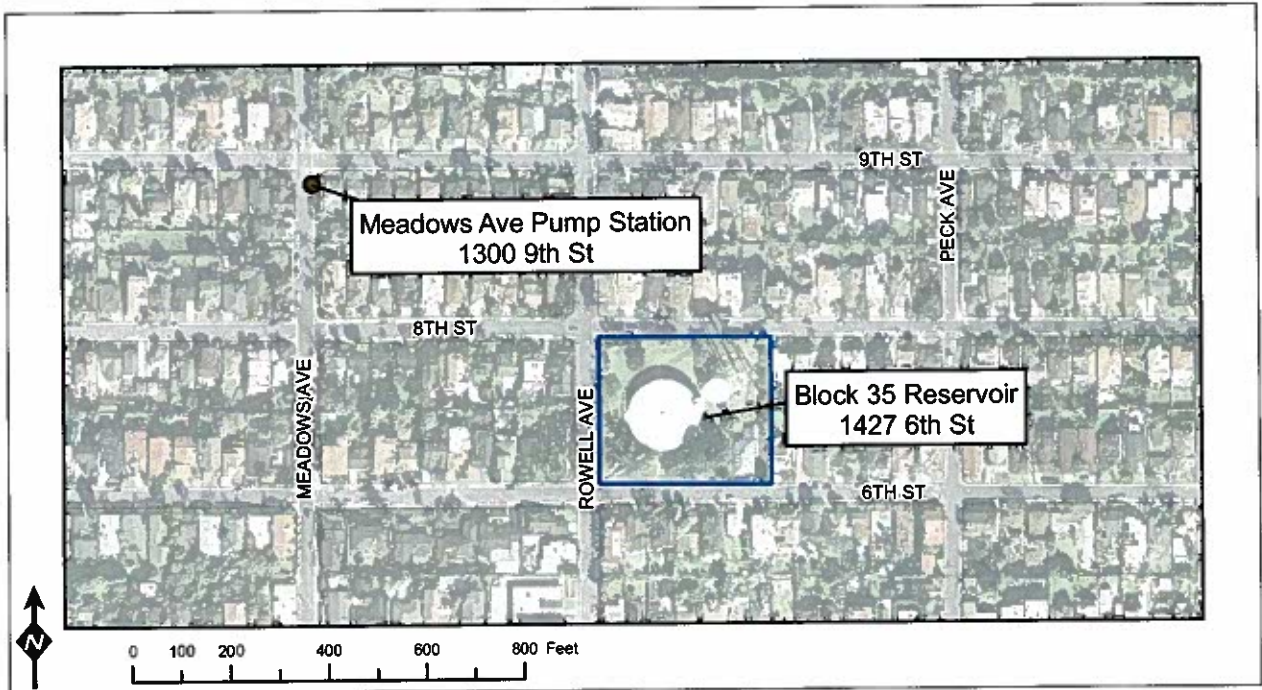 9TH ST
Meadows Ave Pump Station
1300 9th St
PECK AVE
8TH ST
MEADOWS AVE
ROWELL AVE
Block 35 Reservoir
1427 6th St
6TH ST
N
0 100 200 400 600 800 Feet